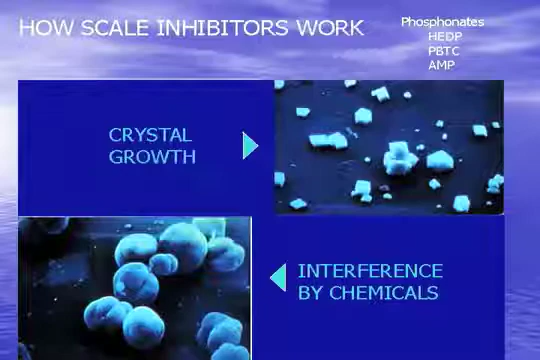 HOW SCALE INHIBITORS WORK
Phosphonates
HEDP
PBTC
AMP
CRYSTAL
GROWTH
INTERFERENCE
BY CHEMICALS